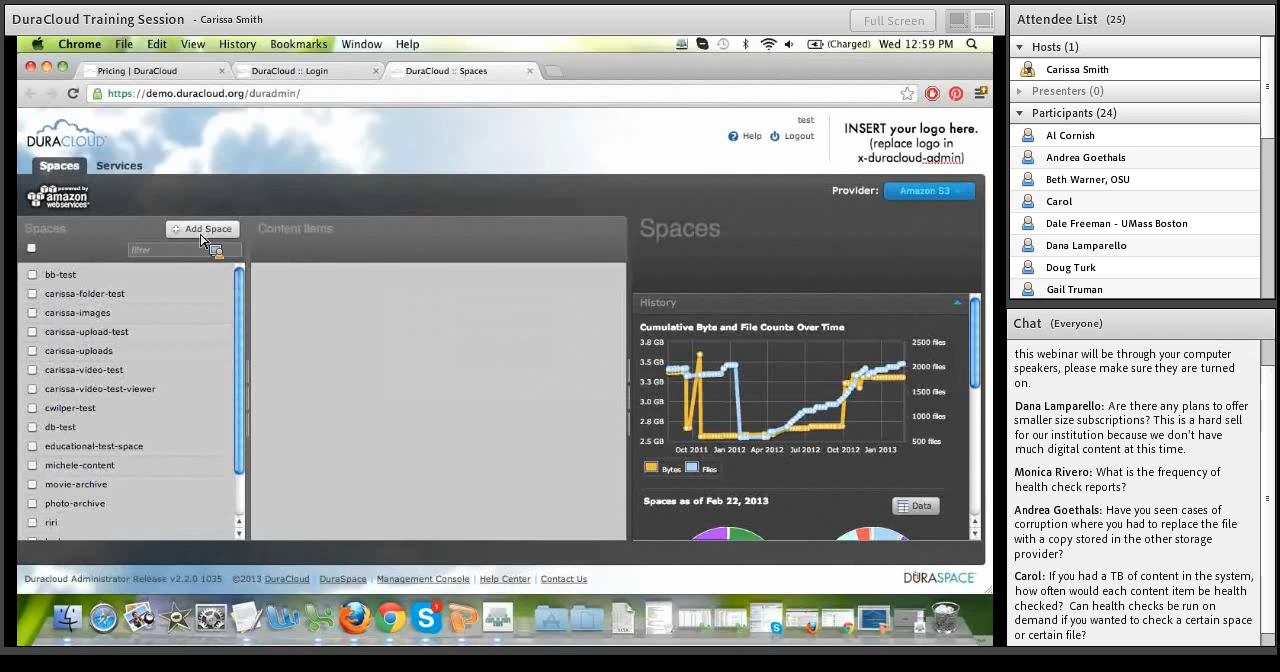 DuraCloud Training Session - Carissa Smith
Full Screen
Chrome File Edit View History Bookmarks Window Help
(Charged) Wed 12:59 PM
Pricing | DuraCloud
DuraCloud :: Login
DuraCloud :: Spaces
https://demo.duracloud.org/duradmin/
DURACLOUD
test
Help Logout
INSERT your logo here.
(replace logo in
x-duracloud-admin)
Spaces Services
powered by
amazon
webservices
Provider: Amazon S3
Spaces
Add Space
filter
Content Items
bb-test
carissa-folder-test
carissa-images
carissa-upload-test
carissa-uploads
carissa-video-test
carissa-video-test-viewer
cwilper-test
db-test
educational-test-space
michele-content
movie-archive
photo-archive
riri
Spaces
History
Cumulative Byte and File Counts Over Time
3.8 GB
3.5 GB
3.3 GB
3.0 GB
2.8 GB
2.5 GB
2500 files
2000 files
1500 files
1000 files
500 files
Oct 2011 Jan 2012 Apr 2012 Jul 2012 Oct 2012 Jan 2013
Bytes Files
Spaces as of Feb 22, 2013
Data
Duracloud Administrator Release v2.2.0 1035 ©2013 DuraCloud | DuraSpace | Management Console | Help Center | Contact Us
DURASPACE
1
Attendee List (25)
Hosts (1)
Carissa Smith
Presenters (0)
Participants (24)
Al Cornish
Andrea Goethals
Beth Warner, OSU
Carol
Dale Freeman - UMass Boston
Dana Lamparello
Doug Turk
Gail Truman
Chat (Everyone)
this webinar will be through your computer
speakers, please make sure they are turned
on.
Dana Lamparello: Are there any plans to offer
smaller size subscriptions? This is a hard sell
for our institution because we don't have
much digital content at this time.
Monica Rivero: What is the frequency of
health check reports?
Andrea Goethals: Have you seen cases of
corruption where you had to replace the file
with a copy stored in the other storage
provider?
Carol: If you had a TB of content in the system,
how often would each content item be health
checked? Can health checks be run on
demand if you wanted to check a certain space
or certain file?